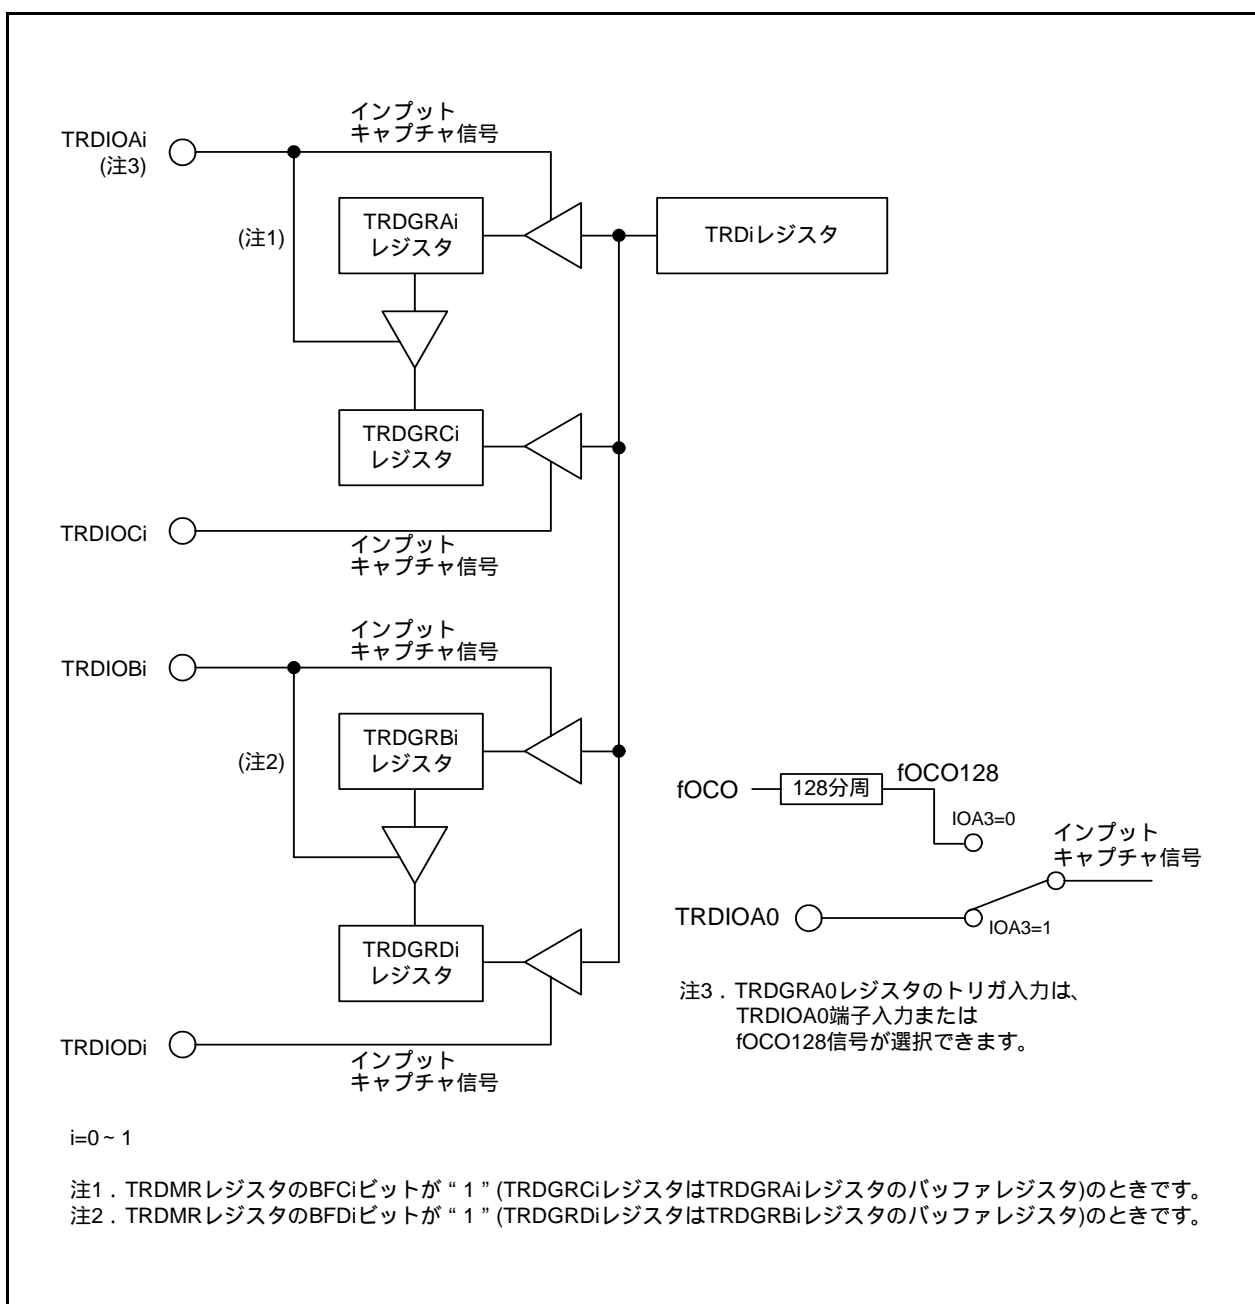 インプット
キャプチャ信号
TRDIOAi
(注3)
TRDGRAi
レジスタ
TRDiレジスタ
(注1)
TRDGRCi
レジスタ
TRDIOCi
インプット
キャプチャ信号
インプット
キャプチャ信号
TRDIOBi
TRDGRBi
レジスタ
(注2)
fOCO
128分周
fOCO128
IOA3=0
インプット
キャプチャ信号
TRDIOA0
IOA3=1
TRDGRDi
レジスタ
注3．TRDGRA0レジスタのトリガ入力は、
TRDIOA0端子入力または
fOCO128信号が選択できます。
TRDIODi
インプット
キャプチャ信号
i=0~1
注1．TRDMRレジスタのBFCiビットが“1”(TRDGRCiレジスタはTRDGRAiレジスタのバッファレジスタ)のときです。
注2．TRDMRレジスタのBFDiビットが“1”(TRDGRDiレジスタはTRDGRBiレジスタのバッファレジスタ)のときです。